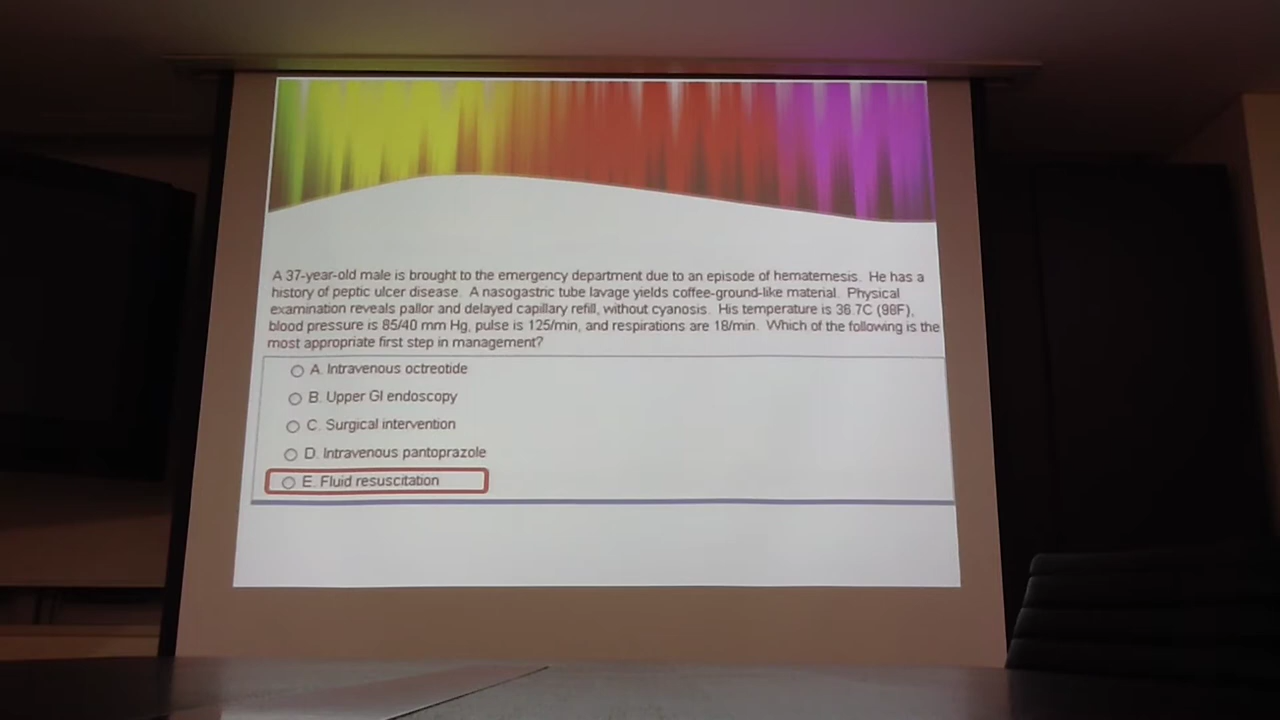 A 37-year-old male is brought to the emergency department due to an episode of hematemesis. He has a
history of peptic ulcer disease. A nasogastric tube lavage yields coffee-ground-like material. Physical
examination reveals pallor and delayed capillary refill, without cyanosis. His temperature is 36.7C (98F),
blood pressure is 85/40 mm Hg, pulse is 125/min, and respirations are 18/min. Which of the following is the
most appropriate first step in management?
A. Intravenous octreotide
B. Upper GI endoscopy
C. Surgical intervention
D. Intravenous pantoprazole
E. Fluid resuscitation